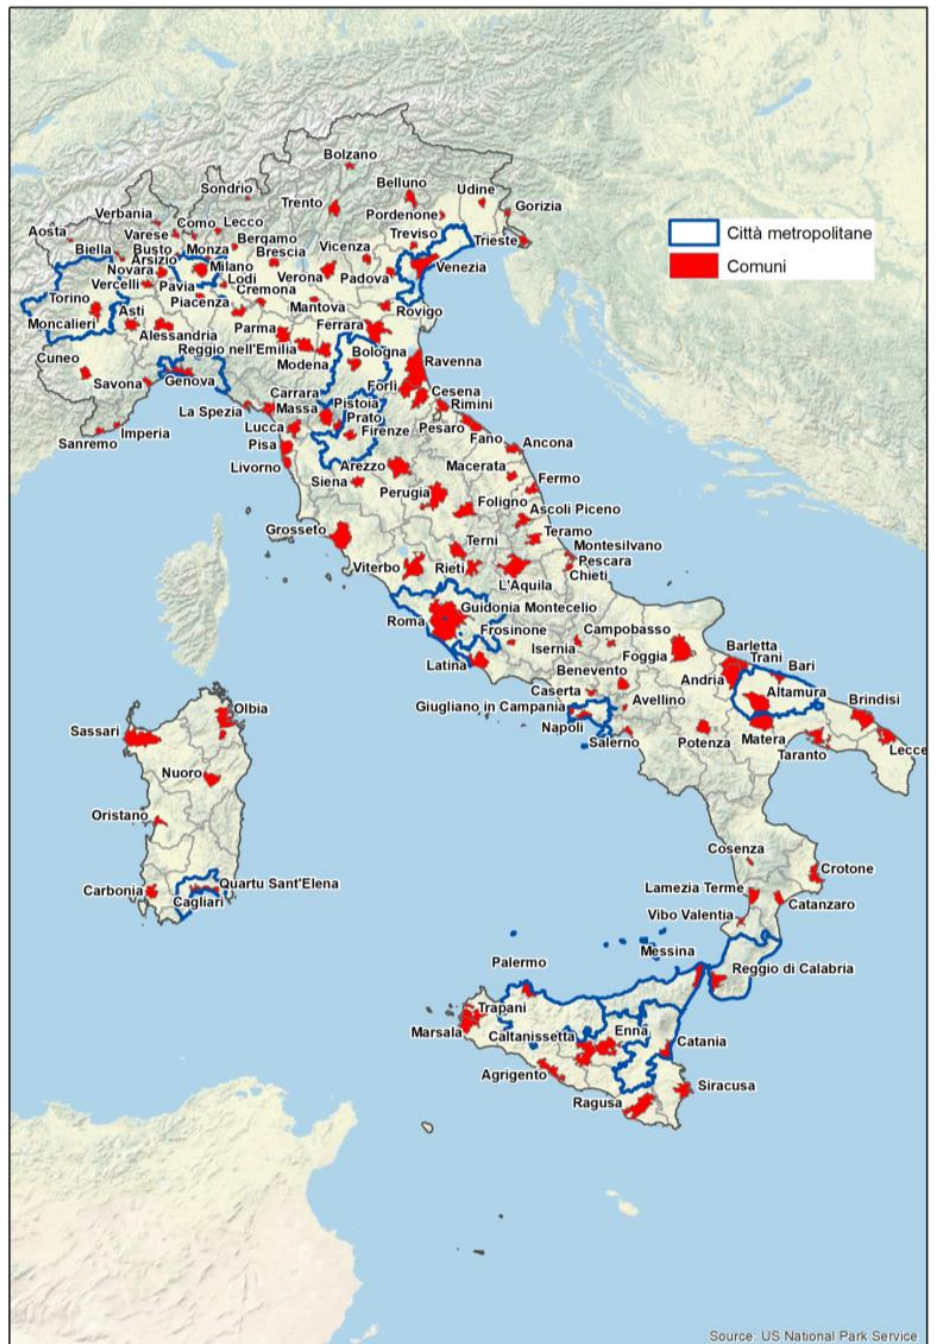 Bolzano
Sondrio
Belluno
Udine
Trento
Pordenone
Gorizia
Verbania
Como
Lecco
Treviso
Trieste
Aosta
Varese
Bergamo
Vicenza
Biella
Busto
Arsizio
Monza
Brescia
Novara
Milano
Verona
Padova
Venezia
Vercelli
Pavia
Lodi
Cremona
Torino
Piacenza
Mantova
Rovigo
Moncalieri
Asti
Alessandria
Parma
Ferrara
Reggio nell'Emilia
Cuneo
Modena
Bologna
Ravenna
Savona
Genova
Forlì
Carrara
Cesena
La Spezia
Massa
Pistoia
Rimini
Prato
Sanremo
Imperia
Lucca
Firenze
Pesaro
Pisa
Fano
Ancona
Livorno
Arezzo
Macerata
Siena
Fermo
Perugia
Foligno
Ascoli Piceno
Grosseto
Terni
Teramo
Montesilvano
Viterbo
Rieti
Pescara
L'Aquila
Chieti
Roma
Guidonia Montecelio
Frosinone
Campobasso
Isernia
Foggia
Barletta
Trani
Latina
Benevento
Andria
Bari
Caserta
Avellino
Altamura
Brindisi
Giugliano in Campania
Napoli
Salerno
Potenza
Matera
Taranto
Lecce
Olbia
Sassari
Nuoro
Oristano
Carbonia
Quartu Sant'Elena
Cagliari
Cosenza
Crotone
Lamezia Terme
Catanzaro
Vibo Valentia
Messina
Palermo
Reggio di Calabria
Trapani
Marsala
Caltanissetta
Enna
Catania
Agrigento
Siracusa
Ragusa
Città metropolitane
Comuni
Source: US National Park Service